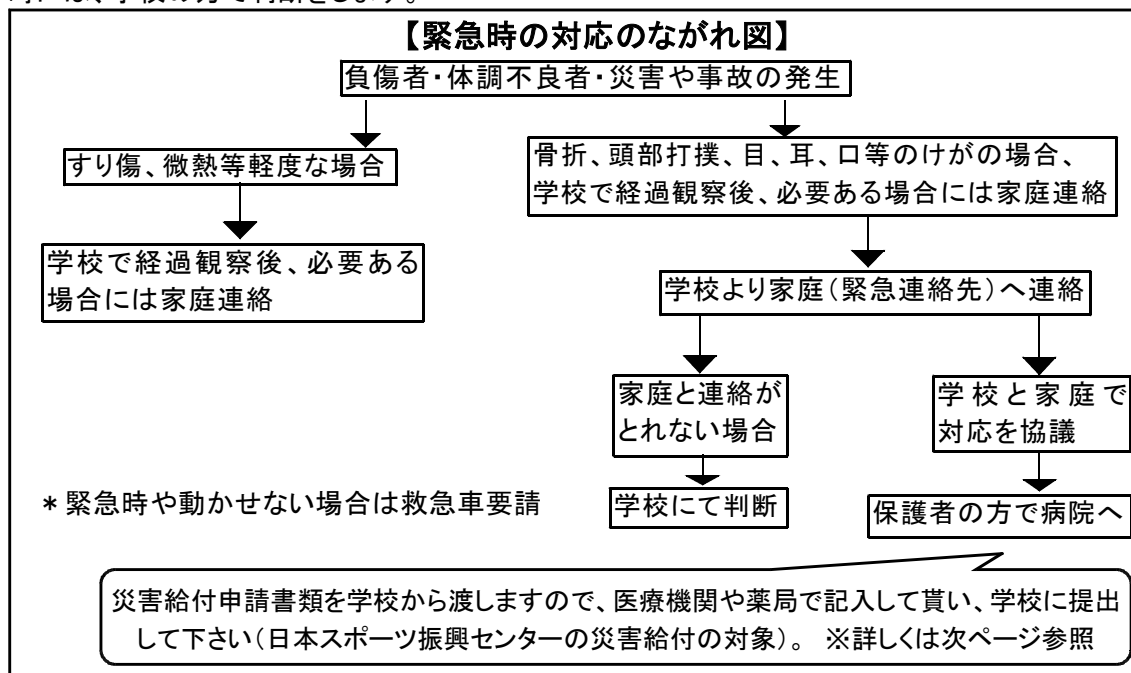 【緊急時の対応のながれ図】
負傷者・体調不良者・災害や事故の発生
すり傷、微熱等軽度な場合
骨折、頭部打撲、目、耳、口等のけがの場合、
学校で経過観察後、必要ある場合には家庭連絡
学校で経過観察後、必要ある
場合には家庭連絡
学校より家庭(緊急連絡先)へ連絡
家庭と連絡が
とれない場合
学校と家庭で
対応を協議
*緊急時や動かせない場合は救急車要請
学校にて判断
保護者の方で病院へ
災害給付申請書類を学校から渡しますので、医療機関や薬局で記入して貰い、学校に提出
して下さい(日本スポーツ振興センターの災害給付の対象)。 ※詳しくは次ページ参照